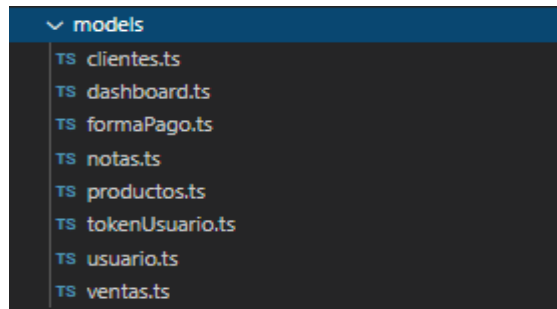 models
TS clientes.ts
TS dashboard.ts
TS formaPago.ts
TS notas.ts
TS productos.ts
TS tokenUsuario.ts
TS usuario.ts
TS ventas.ts